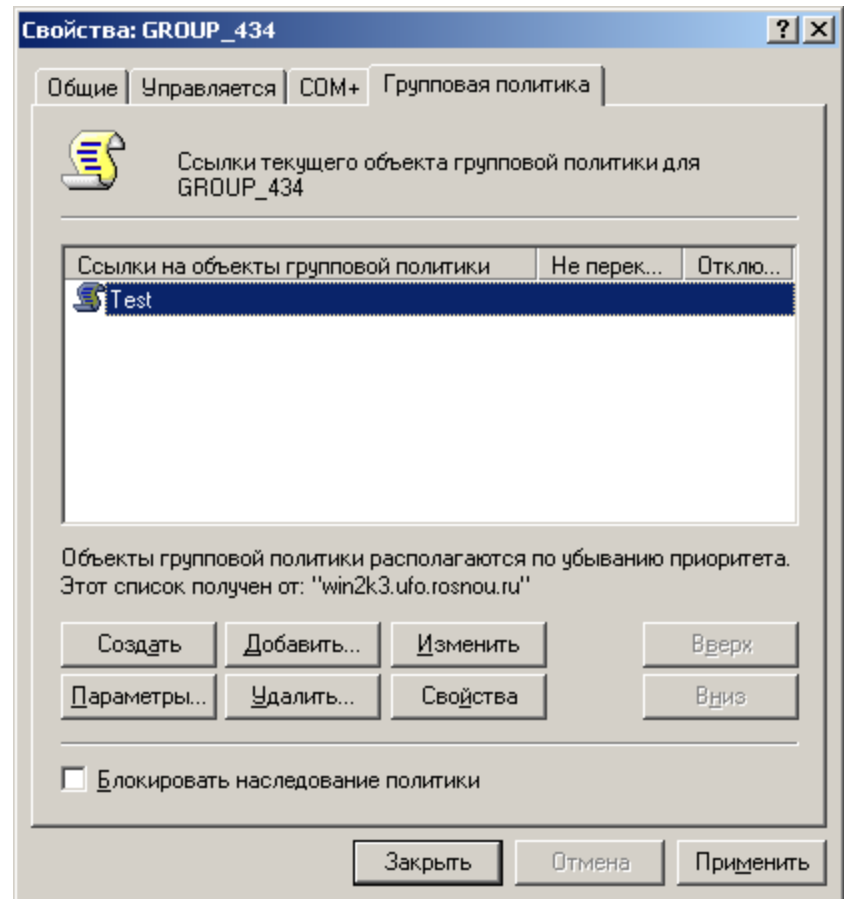 Свойства: GROUP_434
Общие Управляется COM+ Групповая политика
Ссылки текущего объекта групповой политики для
GROUP_434
Ссылки на объекты групповой политики Не перек... Отклю...
Test
Объекты групповой политики располагаются по убыванию приоритета.
Этот список получен от: "win2k3.ufo.rosnou.ru"
Создать Добавить... Изменить Вверх
Параметры... Удалить... Свойства Вниз
Блокировать наследование политики
Закрыть Отмена Применить